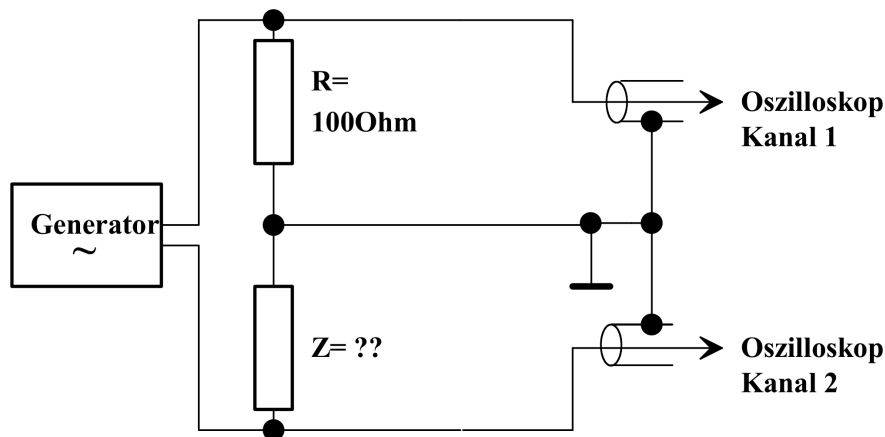 R=
100Ohm
Oszilloskop
Kanal 1
Generator
~
Z= ??
Oszilloskop
Kanal 2